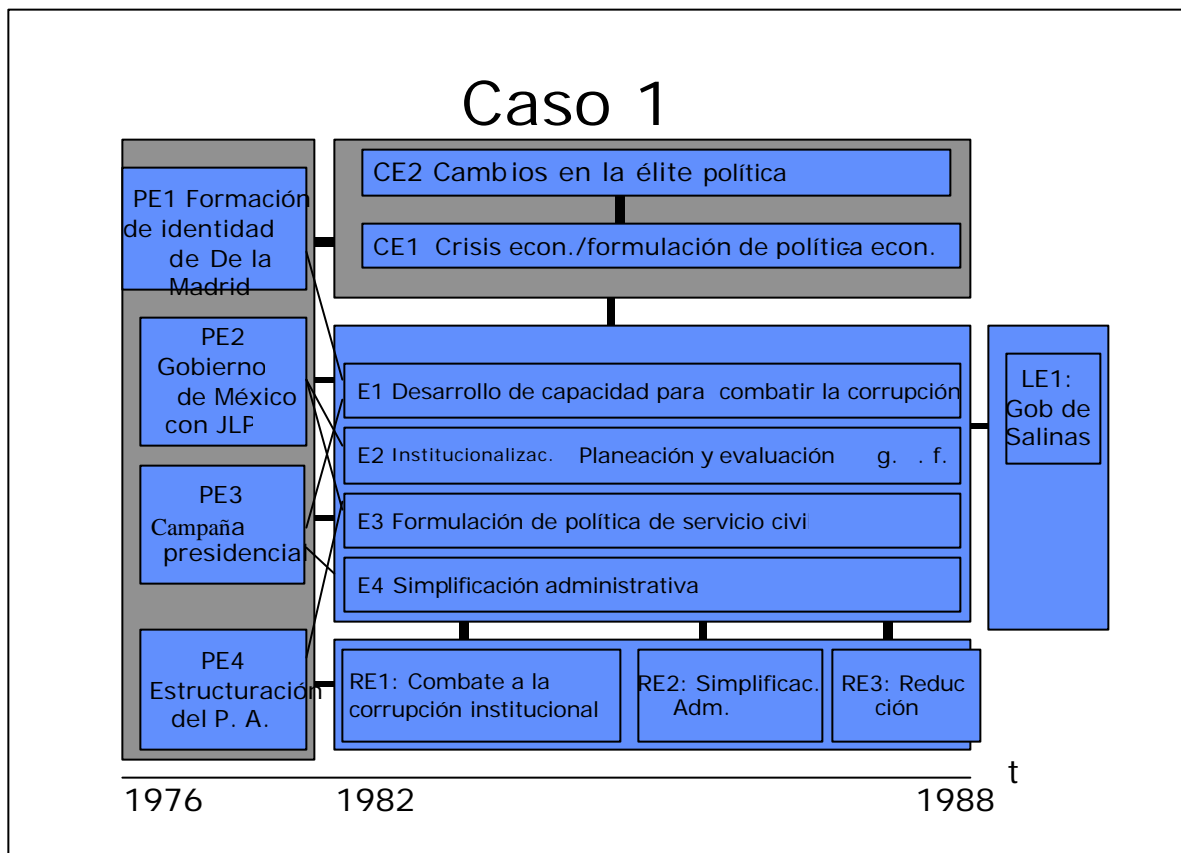 Caso 1
PE1 Formación
de identidad
de De la
Madrid
PE2
Gobierno
de México
con JLP
PE3
Campaña
presidencial
PE4
Estructuración
del P. A.
CE2 Cambios en la élite política
CE1 Crisis econ./formulación de política econ.
E1 Desarrollo de capacidad para combatir la corrupción
E2 Institucionalizac. Planeación y evaluación g. . f.
E3 Formulación de política de servicio civil
E4 Simplificación administrativa
RE1: Combate a la
corrupción institucional
RE2: Simplificac.
Adm.
RE3: Reduc
ción
LE1:
Gob de
Salinas
t
1976
1982
1988